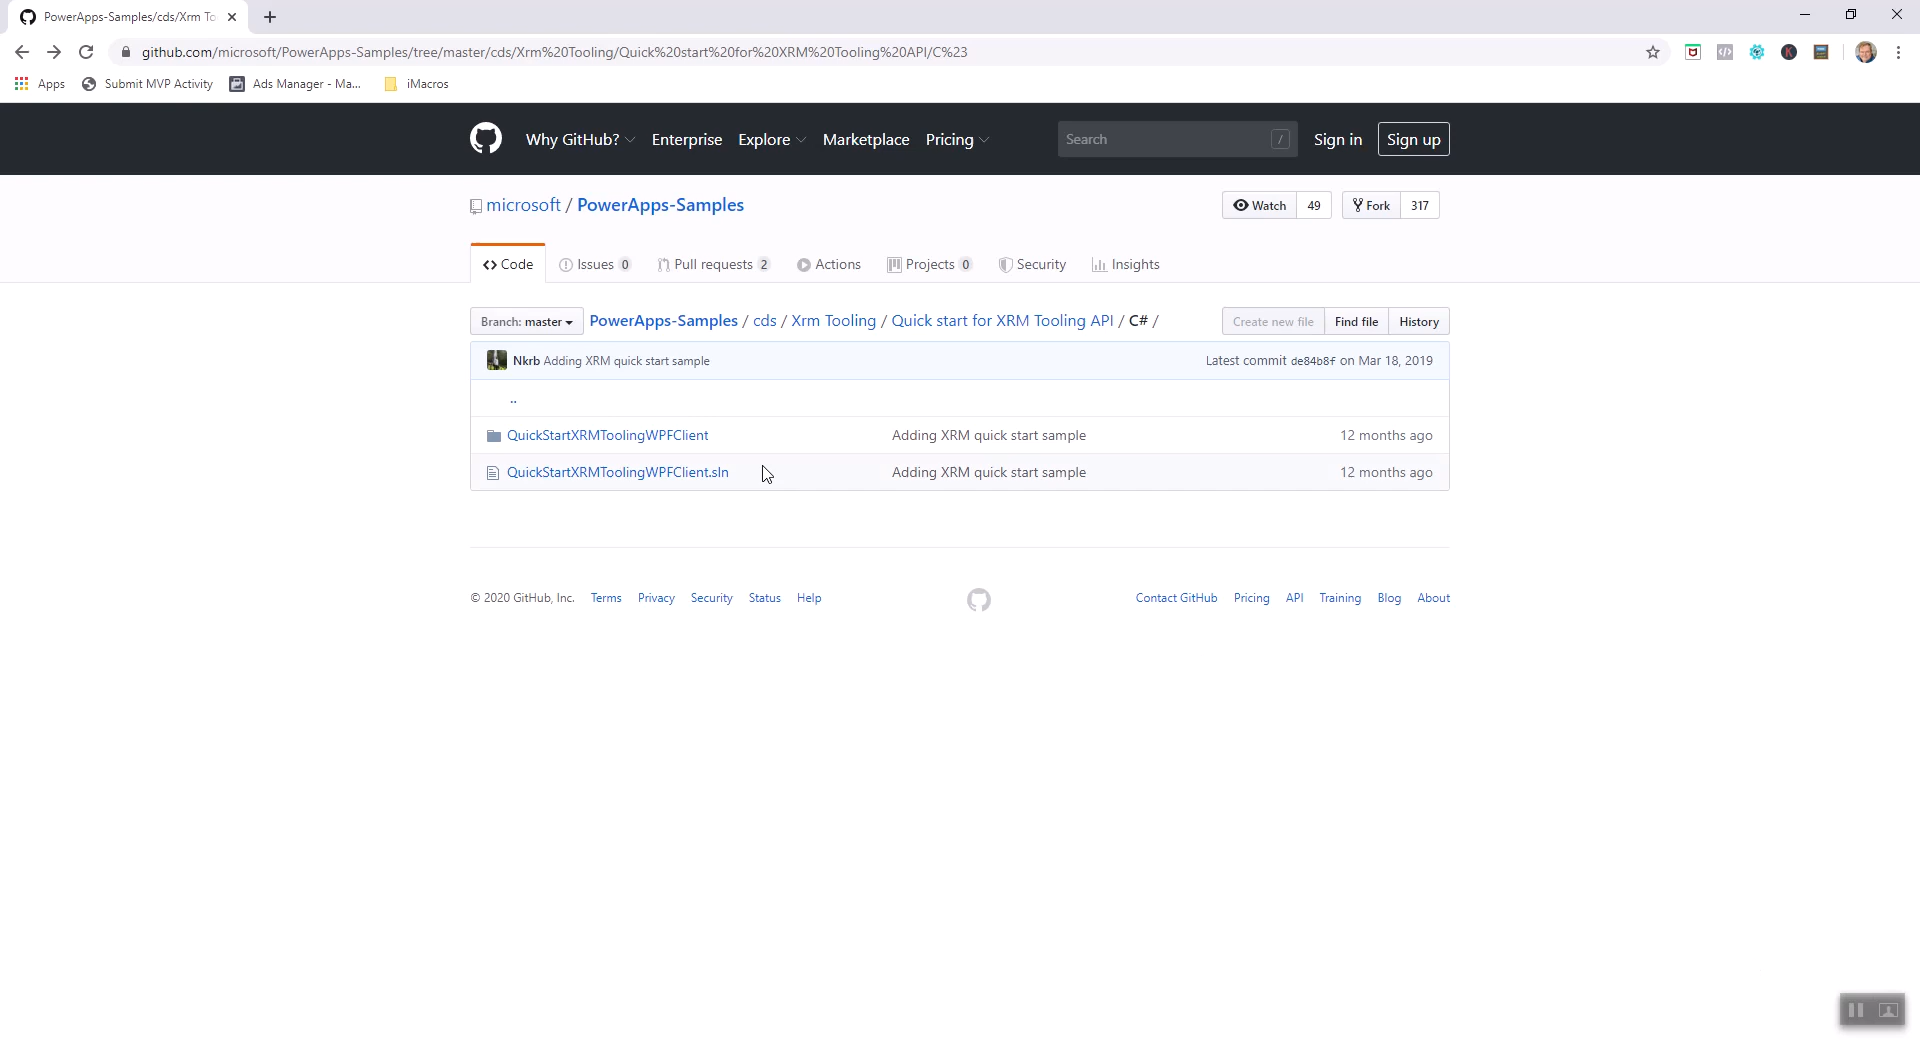 PowerApps-Samples/cds/Xrm To
github.com/microsoft/PowerApps-Samples/tree/master/cds/Xrm%20Tooling/Quick%20start%20for%20XRM%20Tooling%20API/C%23
Apps Submit MVP Activity Ads Manager - Ma... iMacros
Why GitHub? Enterprise Explore Marketplace Pricing Search / Sign in Sign up
microsoft / PowerApps-Samples Watch 49 Fork 317
Code Issues 0 Pull requests 2 Actions Projects 0 Security Insights
Branch: master PowerApps-Samples / cds / Xrm Tooling / Quick start for XRM Tooling API / C# / Create new file Find file History
Nkrb Adding XRM quick start sample Latest commit de84b8f on Mar 18, 2019
..
QuickStartXRMToolingWPFClient Adding XRM quick start sample 12 months ago
QuickStartXRMToolingWPFClient.sln Adding XRM quick start sample 12 months ago
© 2020 GitHub, Inc. Terms Privacy Security Status Help Contact GitHub Pricing API Training Blog About